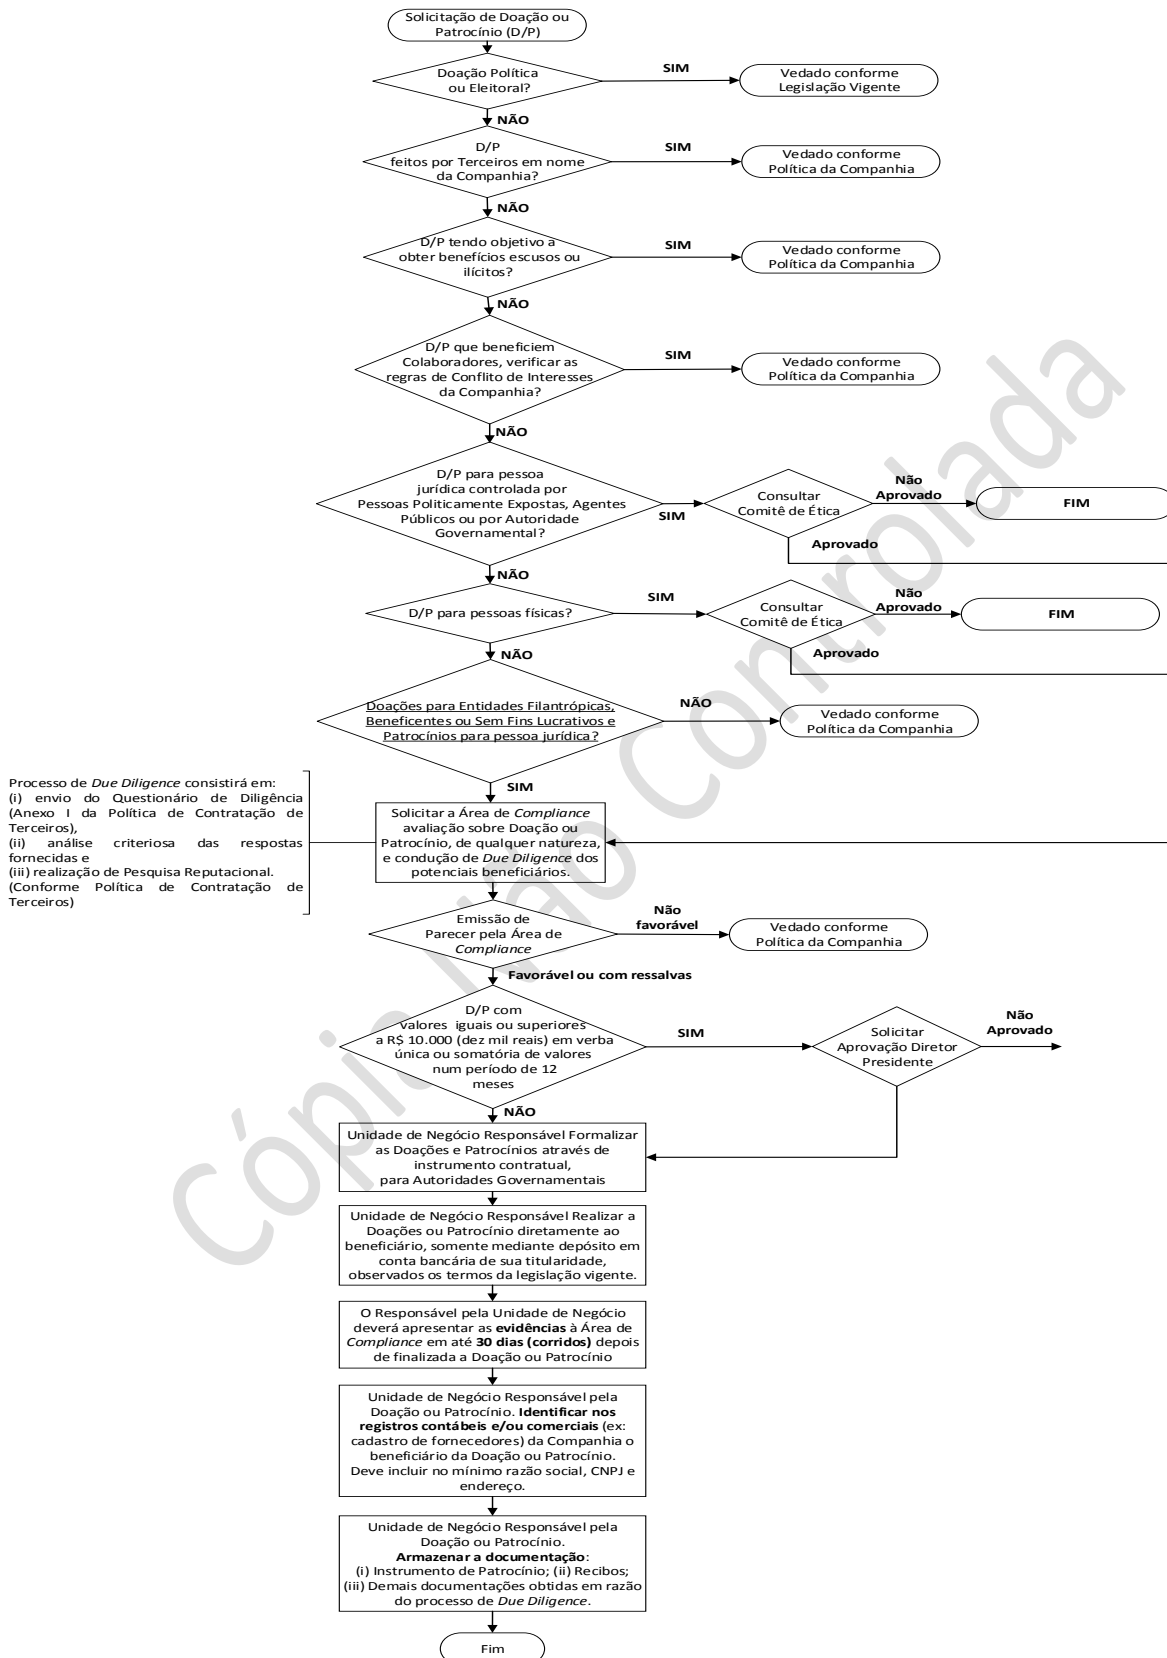 Solicitação de Doação ou
Patrocínio (D/P)
Doação Política
ou Eleitoral?
SIM
Vedado conforme
Legislação Vigente
NÃO
D/P
feitos por Terceiros em nome
da Companhia?
SIM
Vedado conforme
Política da Companhia
NÃO
D/P tendo objetivo a
obter benefícios escusos ou
ilícitos?
SIM
Vedado conforme
Política da Companhia
NÃO
D/P que beneficiem
Colaboradores, verificar as
regras de Conflito de Interesses
da Companhia?
SIM
Vedado conforme
Política da Companhia
NÃO
D/P para pessoa
jurídica controlada por
Pessoas Politicamente Expostas, Agentes
Públicos ou por Autoridade
Governamental?
SIM
Consultar
Comitê de Ética
Não
Aprovado
FIM
Aprovado
NÃO
D/P para pessoas físicas?
SIM
Consultar
Comitê de Ética
Não
Aprovado
FIM
Aprovado
NÃO
Doações para Entidades Filantrópicas,
Beneficentes ou Sem Fins Lucrativos e
Patrocínios para pessoa jurídica?
NÃO
Vedado conforme
Política da Companhia
SIM
Processo de Due Diligence consistirá em:
(i) envio do Questionário de Diligência
(Anexo I da Política de Contratação de
Terceiros),
(ii) análise criteriosa das respostas
fornecidas e
(iii) realização de Pesquisa Reputacional.
(Conforme Política de Contratação de
Terceiros)
Solicitar a Área de Compliance
avaliação sobre Doação ou
Patrocínio, de qualquer natureza,
e condução de Due Diligence dos
potenciais beneficiários.
Emissão de
Parecer pela Área de
Compliance
Não
favorável
Vedado conforme
Política da Companhia
Favorável ou com ressalvas
D/P com
valores iguais ou superiores
a R$ 10.000 (dez mil reais) em verba
única ou somatória de valores
num período de 12
meses
SIM
Solicitar
Aprovação Diretor
Presidente
Não
Aprovado
NÃO
Unidade de Negócio Responsável Formalizar
as Doações e Patrocínios através de
instrumento contratual,
para Autoridades Governamentais
Unidade de Negócio Responsável Realizar a
Doações ou Patrocínio diretamente ao
beneficiário, somente mediante depósito em
conta bancária de sua titularidade,
observados os termos da legislação vigente.
O Responsável pela Unidade de Negócio
deverá apresentar as evidências à Área de
Compliance em até 30 dias (corridos) depois
de finalizada a Doação ou Patrocínio
Unidade de Negócio Responsável pela
Doação ou Patrocínio. Identificar nos
registros contábeis e/ou comerciais (ex:
cadastro de fornecedores) da Companhia o
beneficiário da Doação ou Patrocínio.
Deve incluir no mínimo razão social, CNPJ e
endereço.
Unidade de Negócio Responsável pela
Doação ou Patrocínio.
Armazenar a documentação:
(i) Instrumento de Patrocínio; (ii) Recibos;
(iii) Demais documentações obtidas em razão
do processo de Due Diligence.
Fim
Cópia Não Controlada